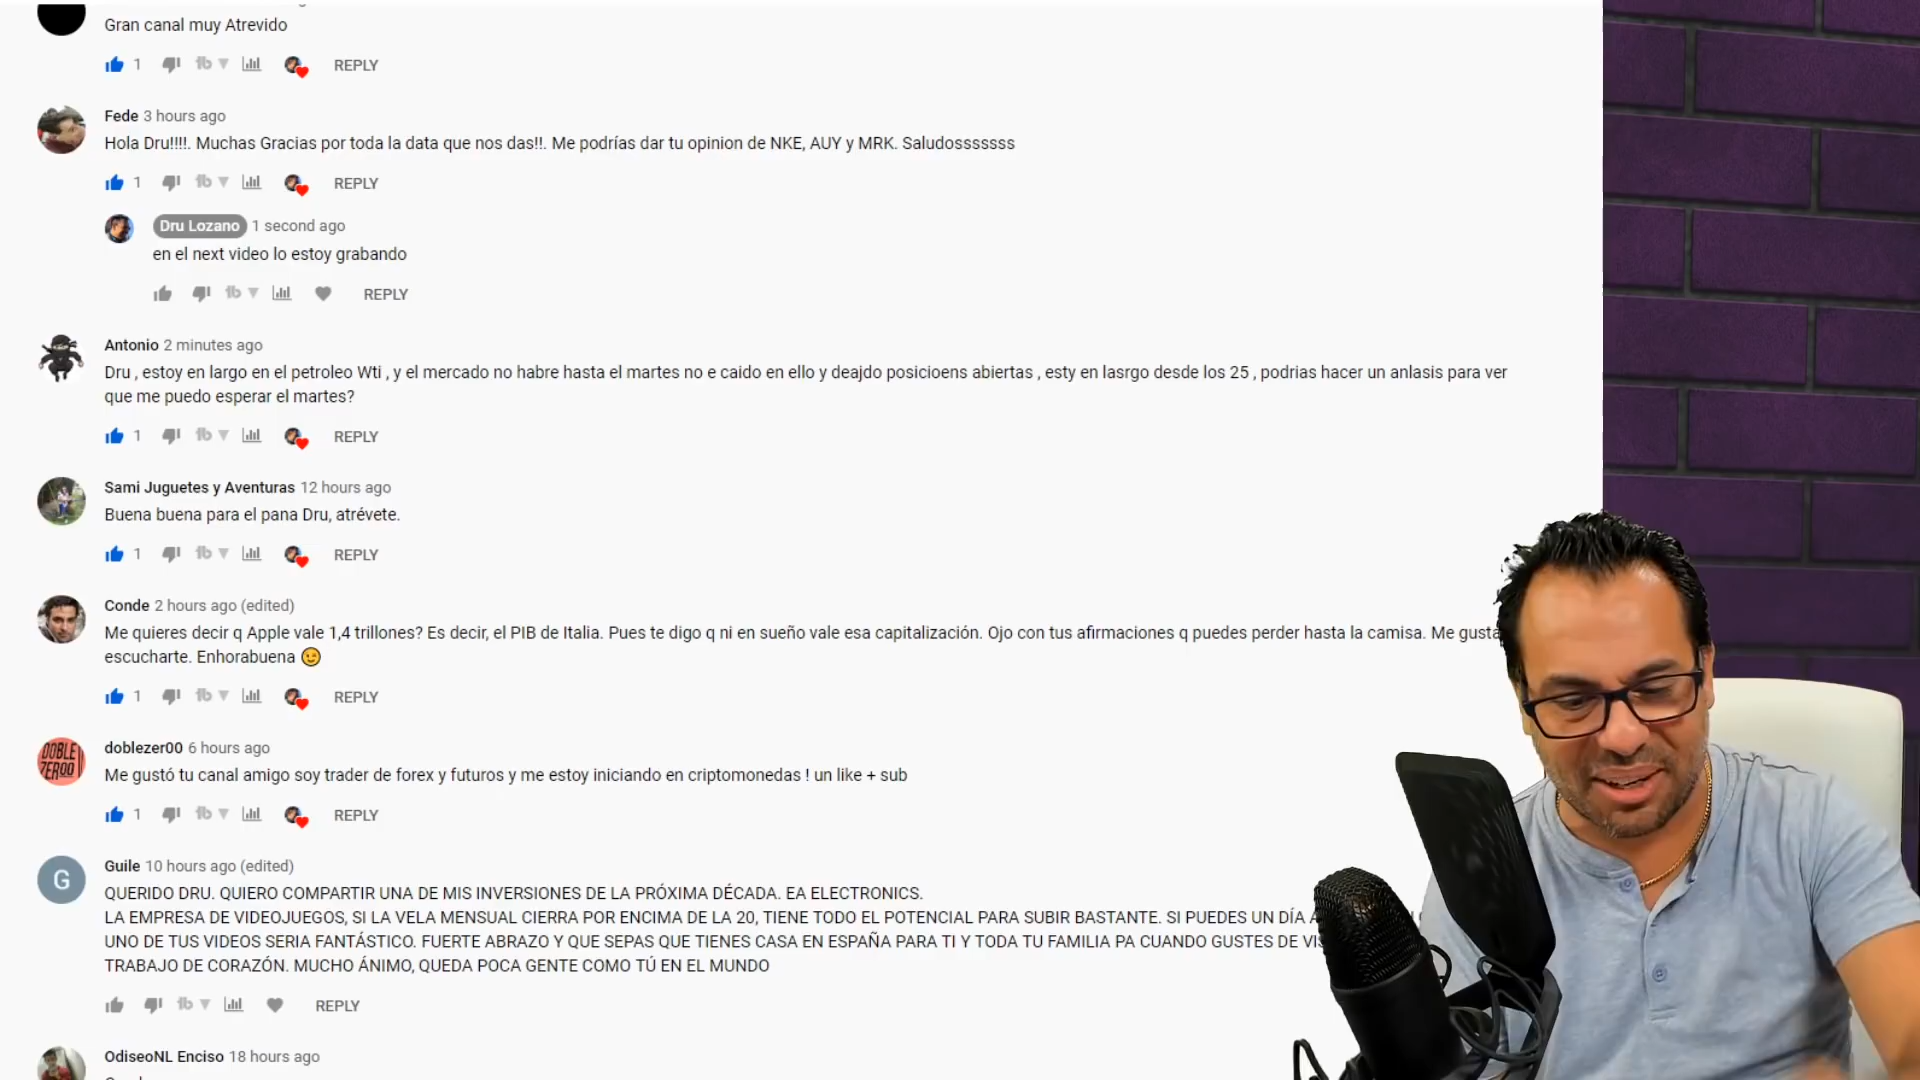 Gran canal muy Atrevido
1 REPLY
Fede 3 hours ago
Hola Dru!!!!. Muchas Gracias por toda la data que nos das!!. Me podrías dar tu opinion de NKE, AUY y MRK. Saludosssssss
1 REPLY
Dru Lozano 1 second ago
en el next video lo estoy grabando
REPLY
Antonio 2 minutes ago
Dru , estoy en largo en el petroleo Wti , y el mercado no habre hasta el martes no e caido en ello y deajdo posicioens abiertas , esty en lasrgo desde los 25 , podrias hacer un anlasis para ver
que me puedo esperar el martes?
1 REPLY
Sami Juguetes y Aventuras 12 hours ago
Buena buena para el pana Dru, atrévete.
1 REPLY
Conde 2 hours ago (edited)
Me quieres decir q Apple vale 1,4 trillones? Es decir, el PIB de Italia. Pues te digo q ni en sueño vale esa capitalización. Ojo con tus afirmaciones q puedes perder hasta la camisa. Me gusta
escucharte. Enhorabuena 😉
1 REPLY
DOBLE ZEROO
doblezer00 6 hours ago
Me gustó tu canal amigo soy trader de forex y futuros y me estoy iniciando en criptomonedas ! un like + sub
1 REPLY
G
Guile 10 hours ago (edited)
QUERIDO DRU. QUIERO COMPARTIR UNA DE MIS INVERSIONES DE LA PRÓXIMA DÉCADA. EA ELECTRONICS.
LA EMPRESA DE VIDEOJUEGOS, SI LA VELA MENSUAL CIERRA POR ENCIMA DE LA 20, TIENE TODO EL POTENCIAL PARA SUBIR BASTANTE. SI PUEDES UN DÍA
UNO DE TUS VIDEOS SERIA FANTÁSTICO. FUERTE ABRAZO Y QUE SEPAS QUE TIENES CASA EN ESPAÑA PARA TI Y TODA TU FAMILIA PA CUANDO GUSTES DE
TRABAJO DE CORAZÓN. MUCHO ÁNIMO, QUEDA POCA GENTE COMO TÚ EN EL MUNDO
REPLY
OdiseoNL Enciso 18 hours ago